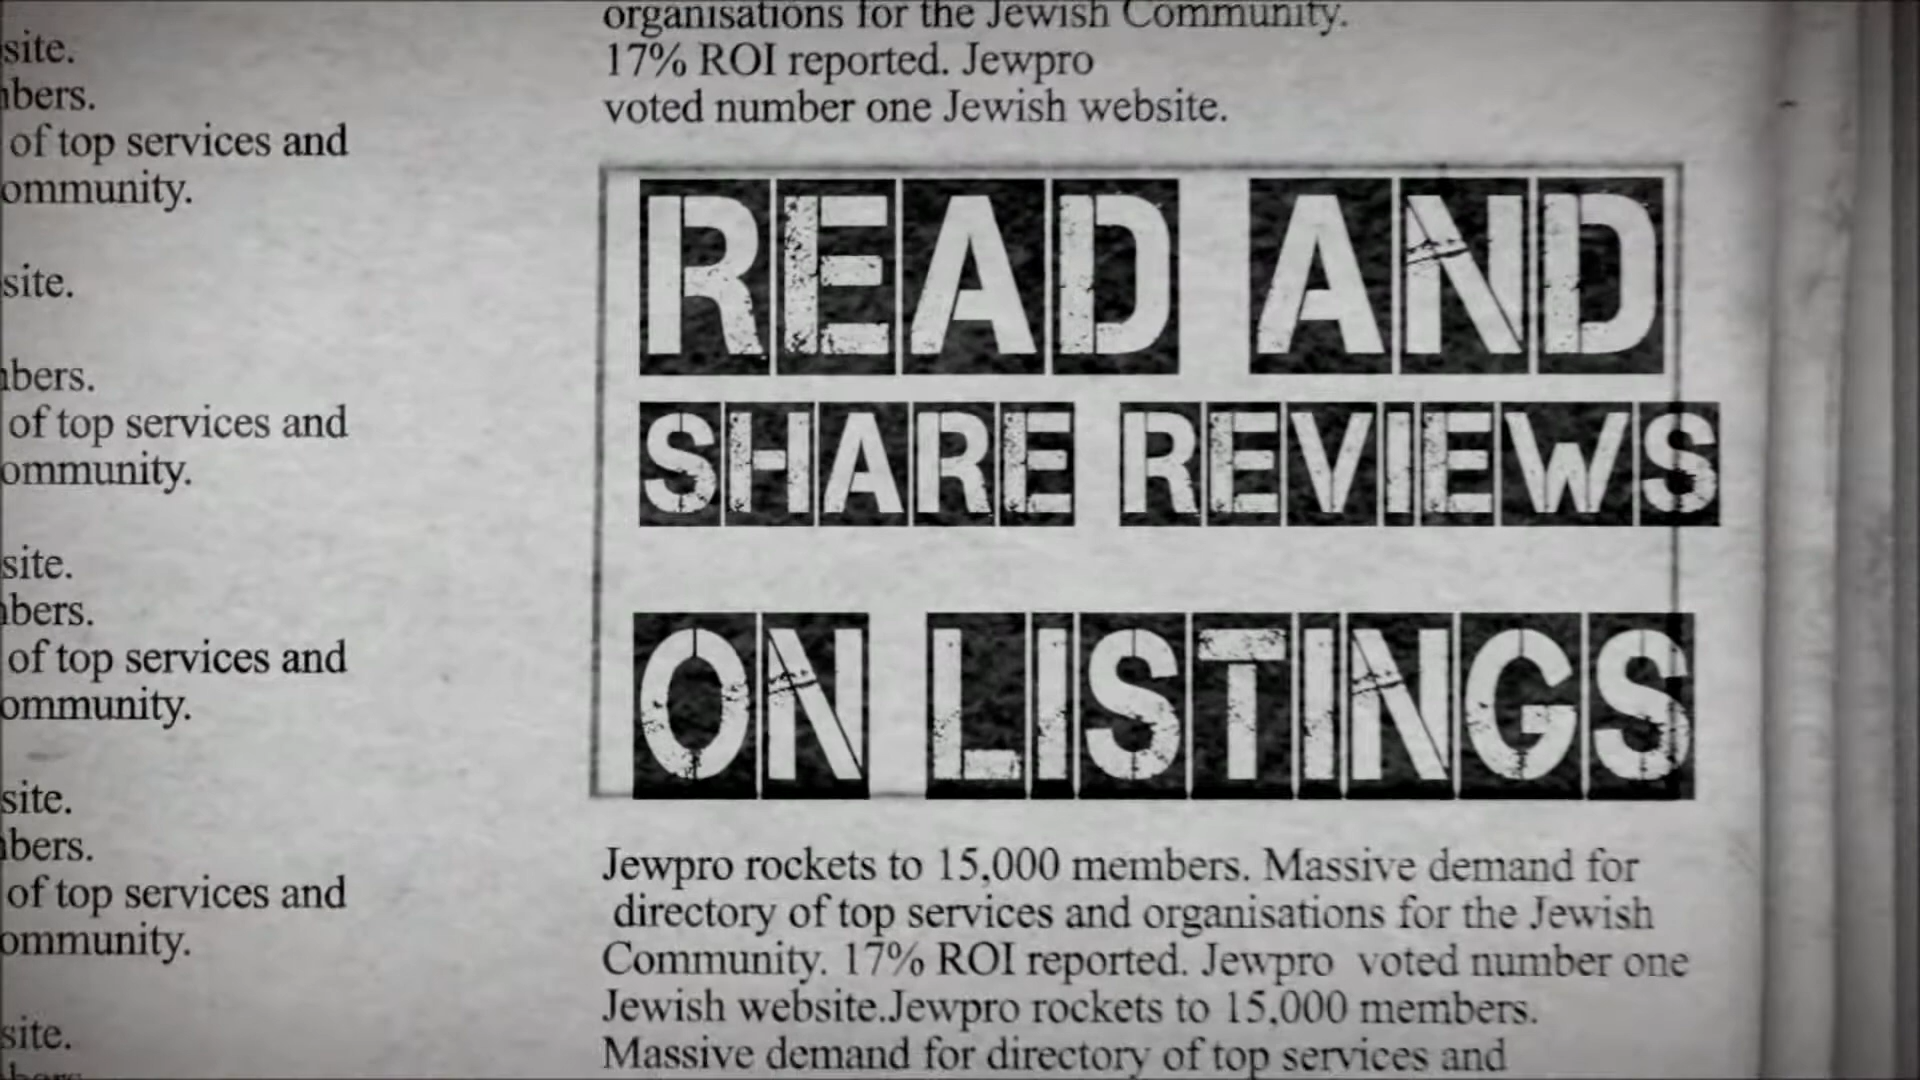 site.
of top services and
ommunity.
site.
of top services and
ommunity.
site.
of top services and
ommunity.
site.
of top services and
ommunity.
site.
organisations for the Jewish Community.
17% ROI reported. Jewpro
voted number one Jewish website.
READ AND
SHARE REVIEWS
ON LISTINGS
Jewpro rockets to 15,000 members. Massive demand for
directory of top services and organisations for the Jewish
Community. 17% ROI reported. Jewpro voted number one
Jewish website.Jewpro rockets to 15,000 members.
Massive demand for directory of top services and